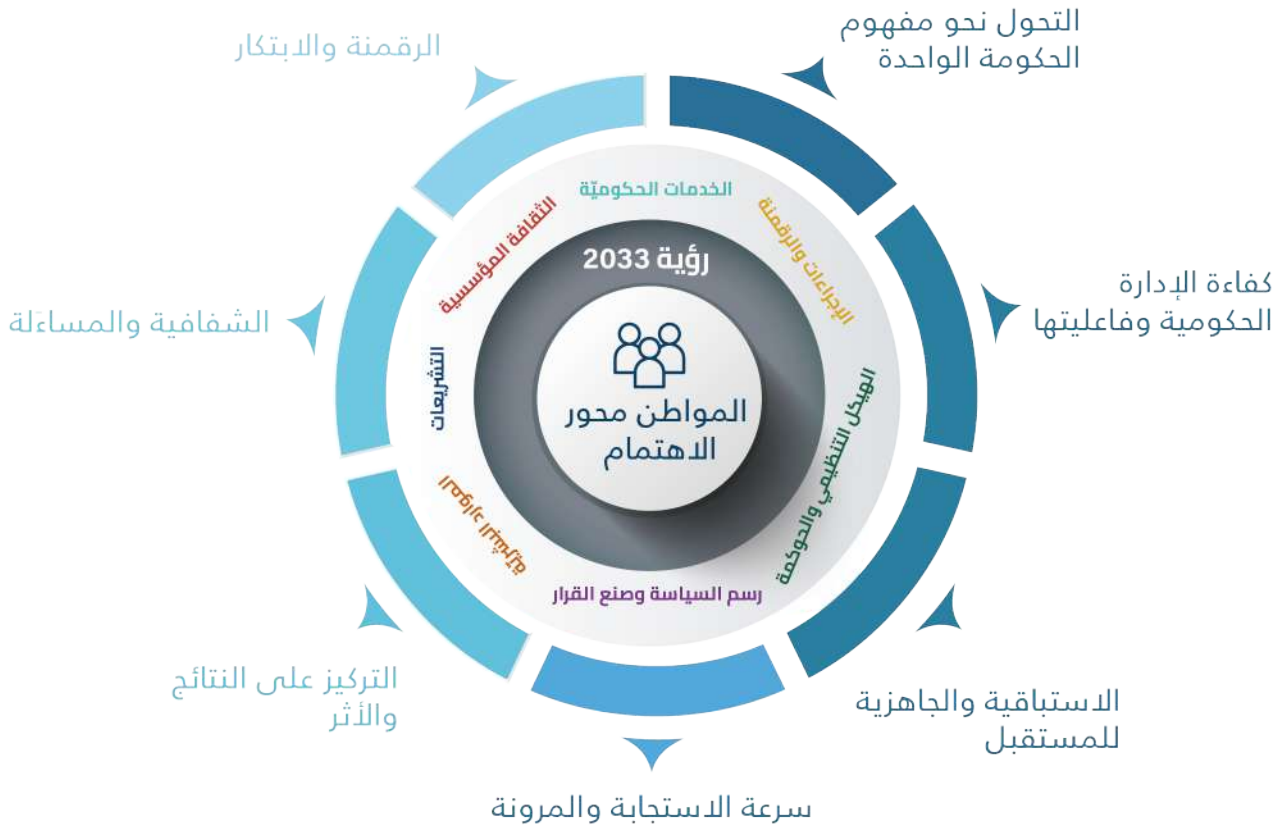 التحول نحو مفهوم
الحكومة الواحدة
الرقمنة والابتكار
كفاءة الإدارة
الحكومية وفاعليتها
الشفافية والمساءلة
الاستباقية والجاهزية
للمستقبل
التركيز على النتائج
والأثر
سرعة الاستجابة والمرونة
الخدمات الحكوميّة
الإجراءات والرقمنة
الهيكل التنظيمي والحوكمة
رسم السياسة وصنع القرار
الموارد البشريّة
التشريعات
الثقافة المؤسسية
رؤية 2033
المواطن محور
الاهتمام